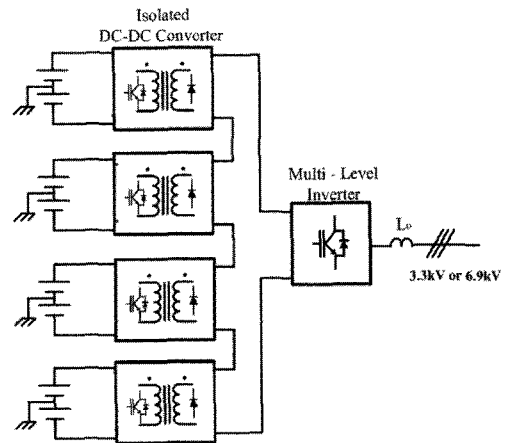 Isolated
DC-DC Converter
Multi - Level
Inverter
Lo
3.3kV or 6.9kV